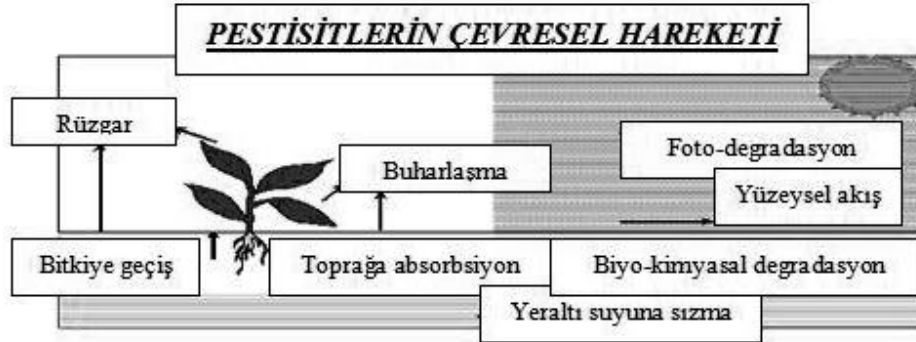 PESTİSİTLERİN ÇEVRESEL HAREKETİ
Rüzgar
Buharlaşma
Foto-degradasyon
Yüzeysel akış
Bitkiye geçiş
Toprağa absorbsiyon
Biyo-kimyasal degradasyon
Yeraltı suyuna sızma